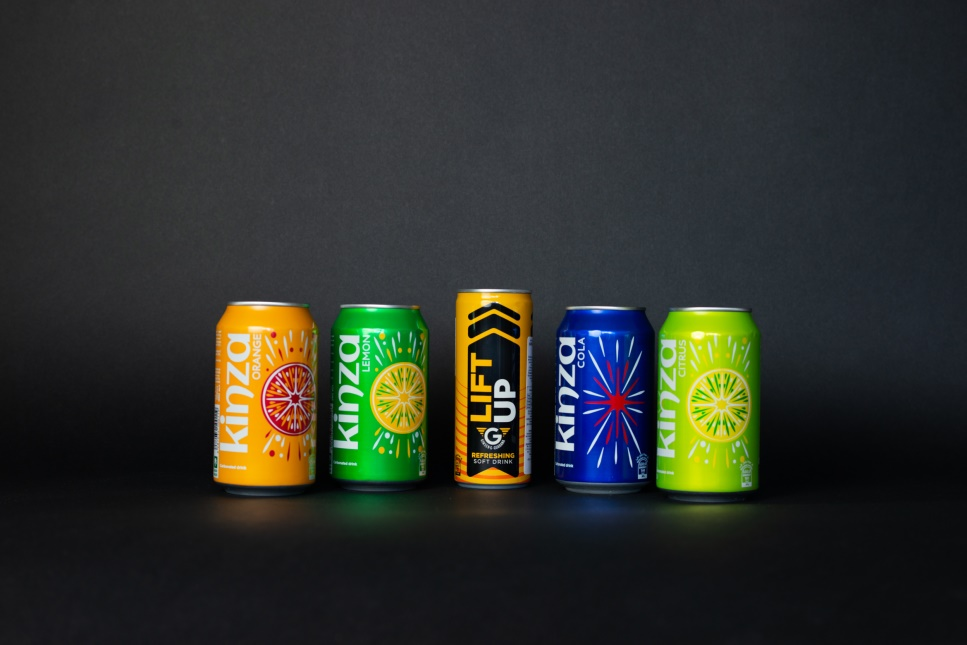 kinza
ORANGE
kinza
LEMON
LIFT
UP
G
REFRESHING
SOFT DRINK
kinza
COLA
kinza
CITRUS